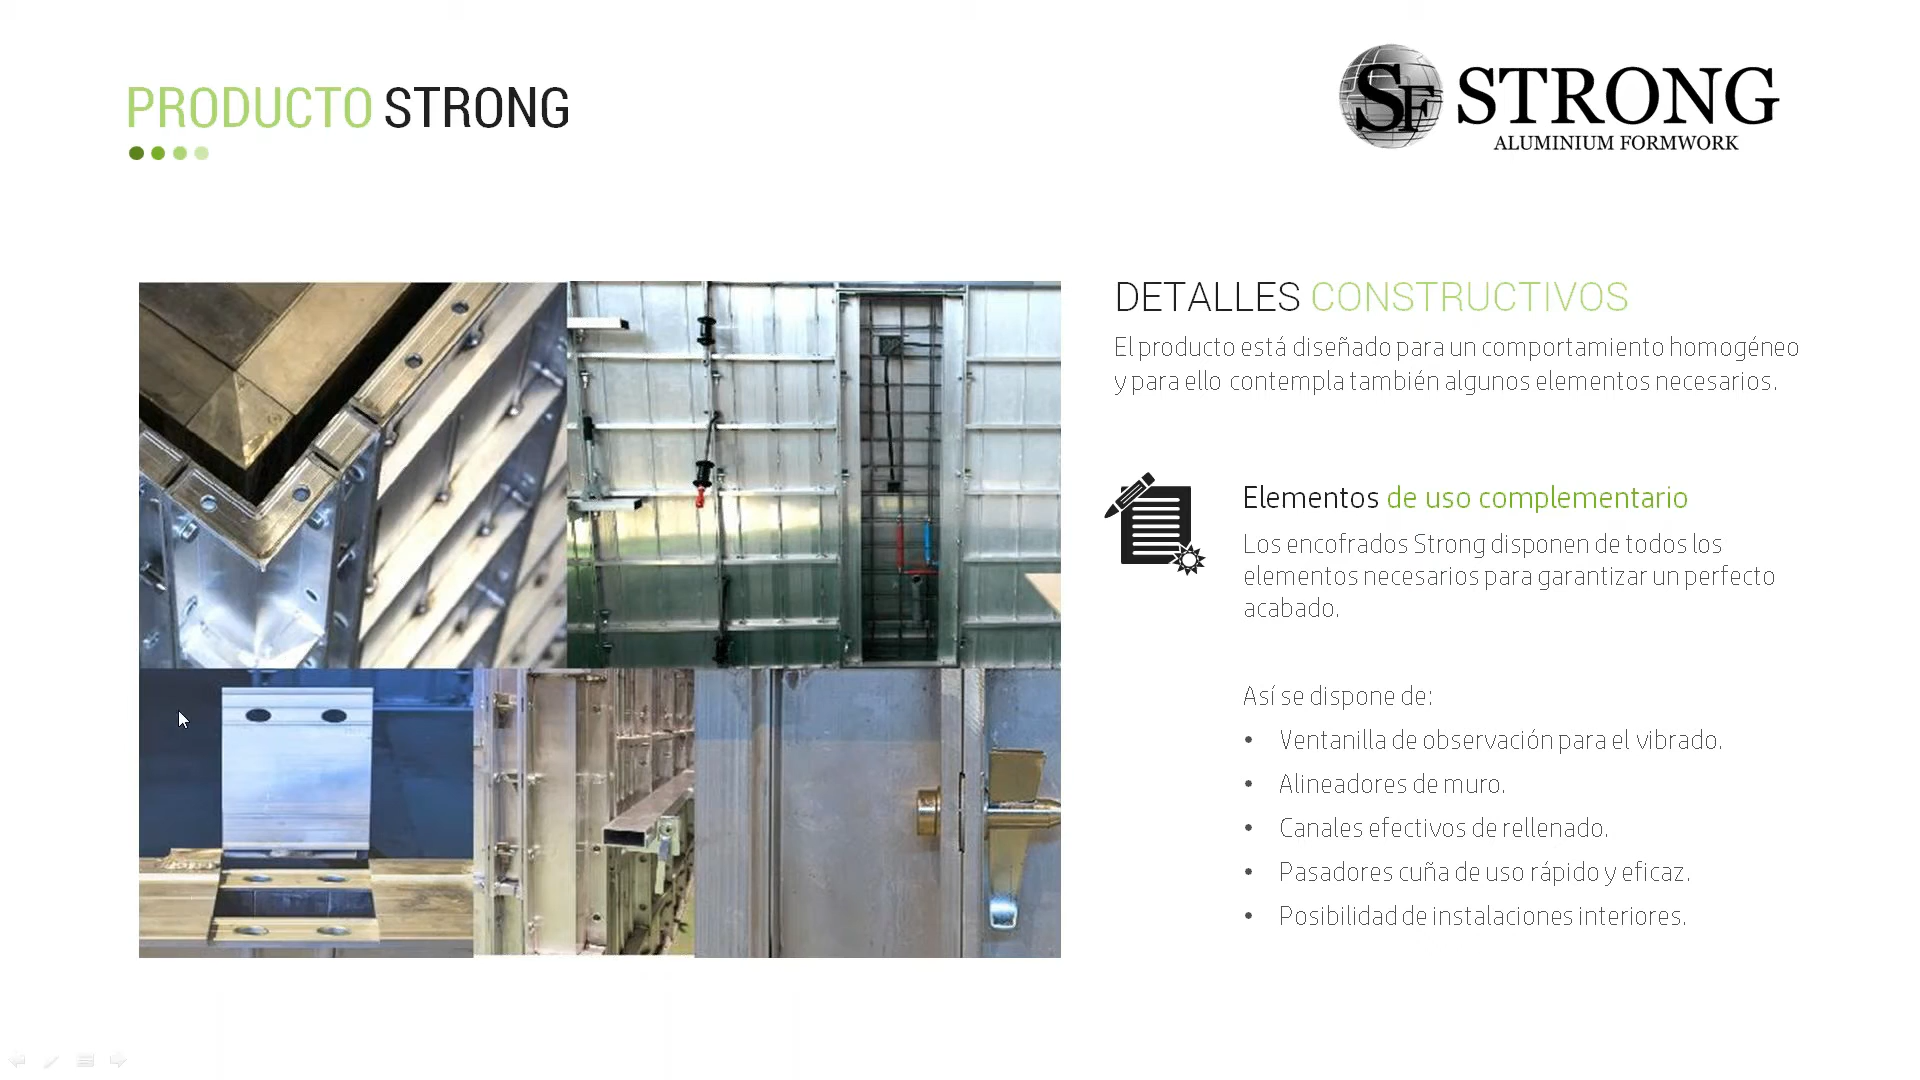 PRODUCTO STRONG
SF STRONG
ALUMINIUM FORMWORK
DETALLES CONSTRUCTIVOS
El producto está diseñado para un comportamiento homogéneo
y para ello contempla también algunos elementos necesarios.
Elementos de uso complementario
Los encofrados Strong disponen de todos los
elementos necesarios para garantizar un perfecto
acabado.
Así se dispone de:
• Ventanilla de observación para el vibrado.
• Alineadores de muro.
• Canales efectivos de rellenado.
• Pasadores cuña de uso rápido y eficaz.
• Posibilidad de instalaciones interiores.